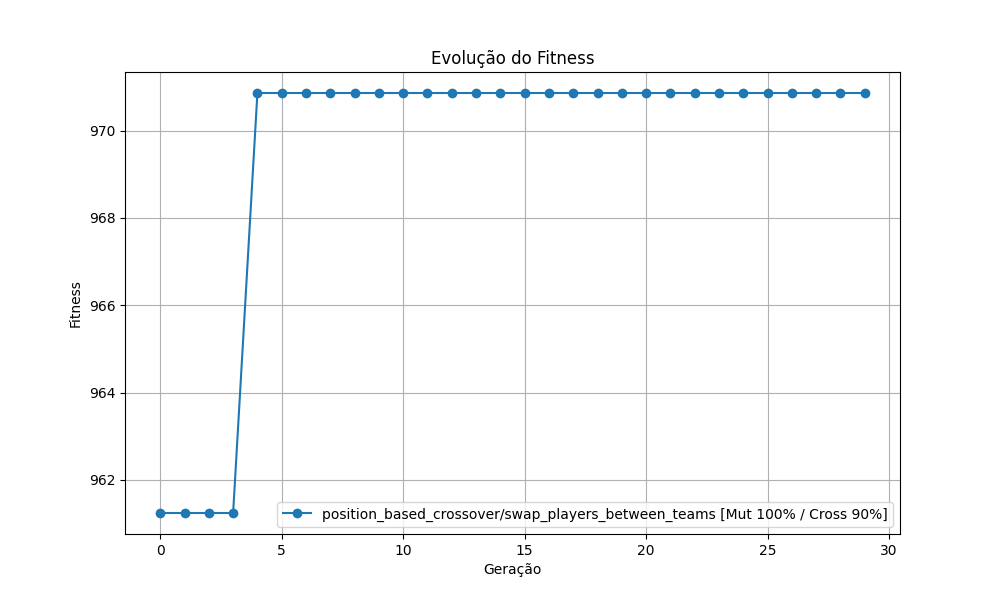 Evolução do Fitness
Fitness
970
968
966
964
962
position_based_crossover/swap_players_between_teams [Mut 100% / Cross 90%]
0 5 10 15 20 25 30
Geração